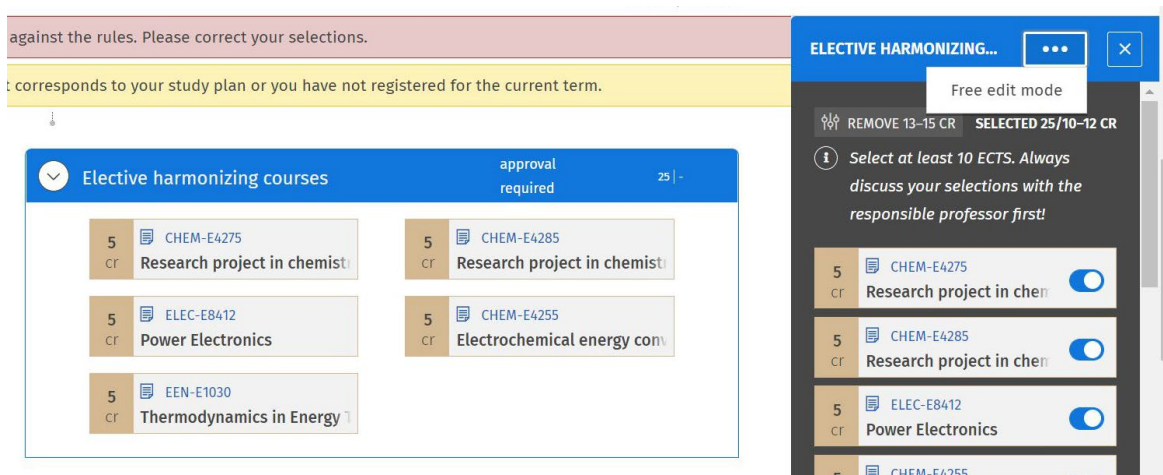 against the rules. Please correct your selections.
corresponds to your study plan or you have not registered for the current term.
Elective harmonizing courses
approval
required
25 | -
5
cr
CHEM-E4275
Research project in chemist
5
cr
CHEM-E4285
Research project in chemist
5
cr
ELEC-E8412
Power Electronics
5
cr
CHEM-E4255
Electrochemical energy con
5
cr
EEN-E1030
Thermodynamics in Energy
ELECTIVE HARMONIZING...
Free edit mode
REMOVE 13–15 CR SELECTED 25/10–12 CR
Select at least 10 ECTS. Always
discuss your selections with the
responsible professor first!
5
cr
CHEM-E4275
Research project in chem
5
cr
CHEM-E4285
Research project in chem
5
cr
ELEC-E8412
Power Electronics
CHEM-E4255